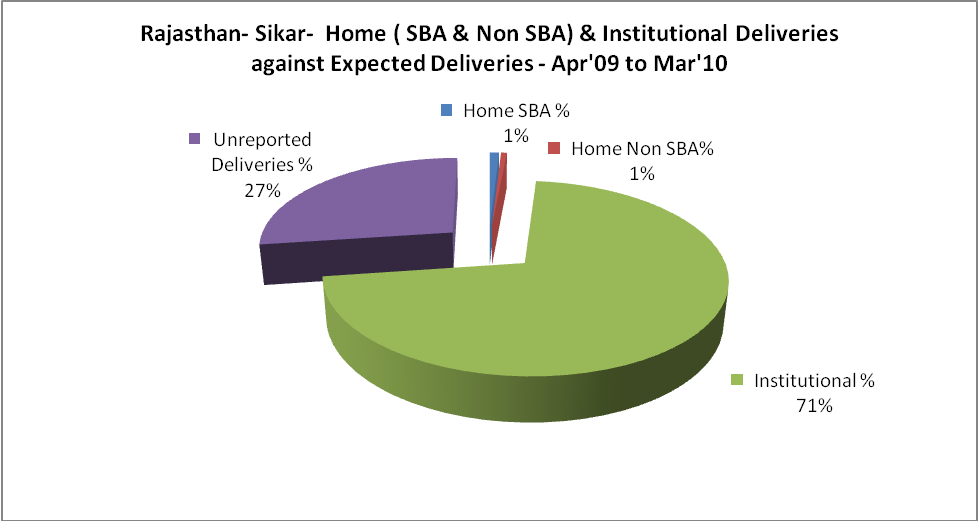 Rajasthan- Sikar-  Home ( SBA & Non SBA) & Institutional Deliveries
against Expected Deliveries - Apr'09 to Mar'10
Home SBA %
1%
Home Non SBA%
1%
Unreported
Deliveries %
27%
Institutional %
71%